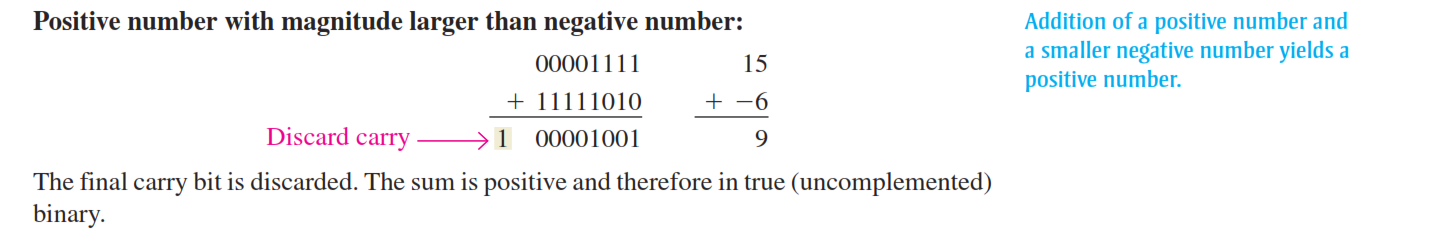 Positive number with magnitude larger than negative number:
00001111 15
+ 11111010 + −6
Discard carry 1 00001001 9
The final carry bit is discarded. The sum is positive and therefore in true (uncomplemented)
binary.
Addition of a positive number and
a smaller negative number yields a
positive number.